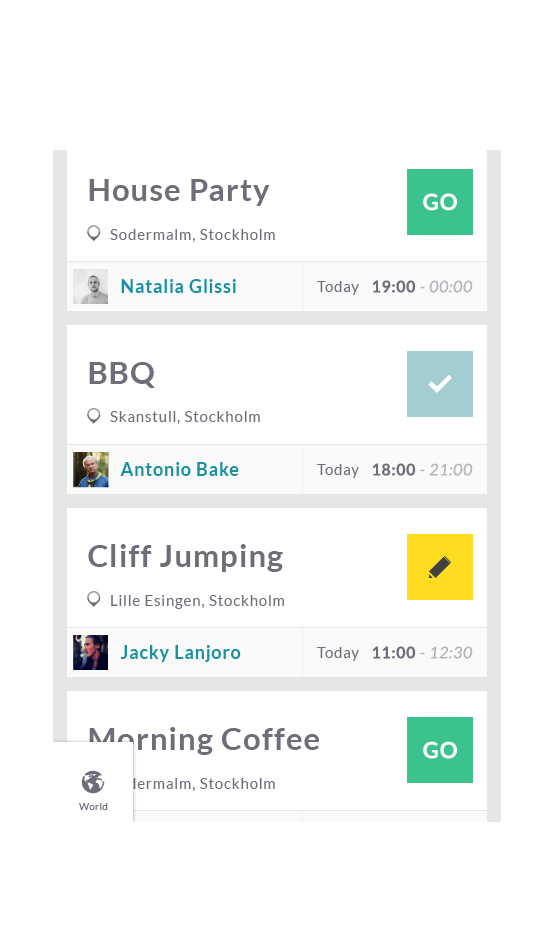 House Party
GO
Sodermalm, Stockholm
Natalia Glissi
Today 19:00 - 00:00
BBQ
Skanstull, Stockholm
Antonio Bake
Today 18:00 - 21:00
Cliff Jumping
Lille Esingen, Stockholm
Jacky Lanjoro
Today 11:00 - 12:30
Morning Coffee
GO
dermalm, Stockholm
World